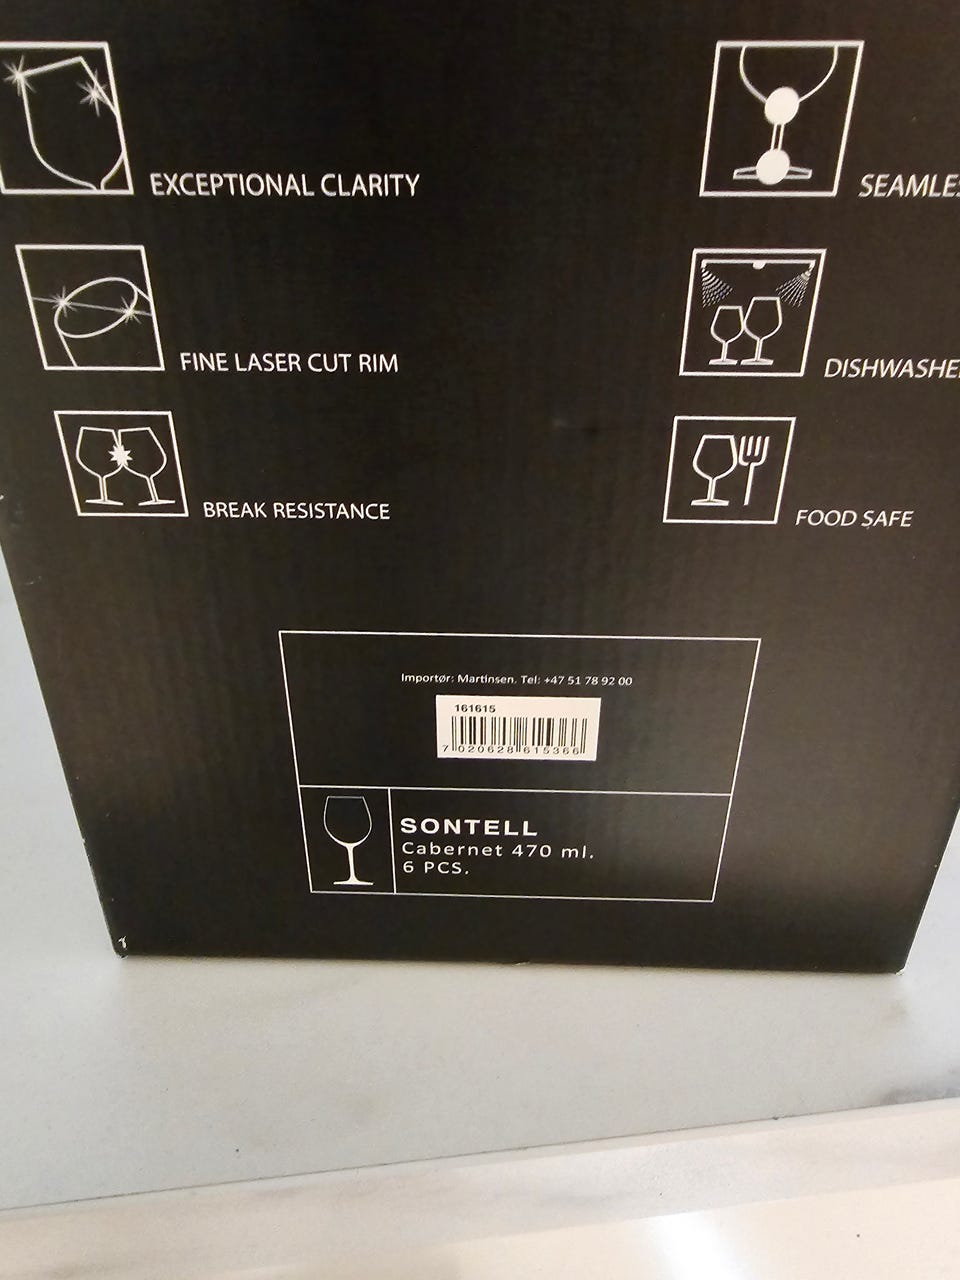 EXCEPTIONAL CLARITY
SEAMLES
FINE LASER CUT RIM
DISHWASHE
BREAK RESISTANCE
FOOD SAFE
Importør: Martinsen. Tel: +47 51 78 92 00
161615
7 020628 615366
SONTELL
Cabernet 470 ml.
6 PCS.